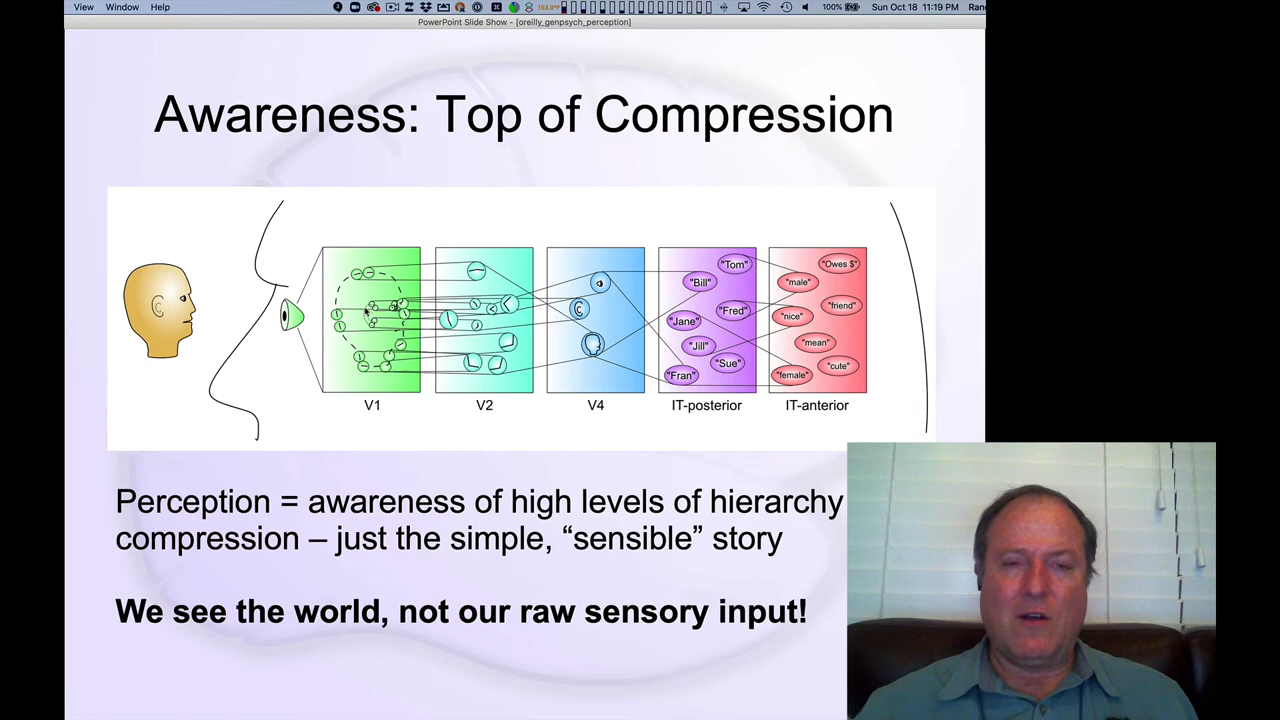 View Window Help
153.9°F 100% Sun Oct 18 11:19 PM Ran
PowerPoint Slide Show - [oreilly_genpsych_perception]
Awareness: Top of Compression
"Tom"
"Bill"
"Fred"
"Jane"
"Jill"
"Sue"
"Fran"
"Owes $"
"male"
"friend"
"nice"
"mean"
"cute"
"female"
V1 V2 V4 IT-posterior IT-anterior
Perception = awareness of high levels of hierarchy
compression – just the simple, “sensible” story
We see the world, not our raw sensory input!